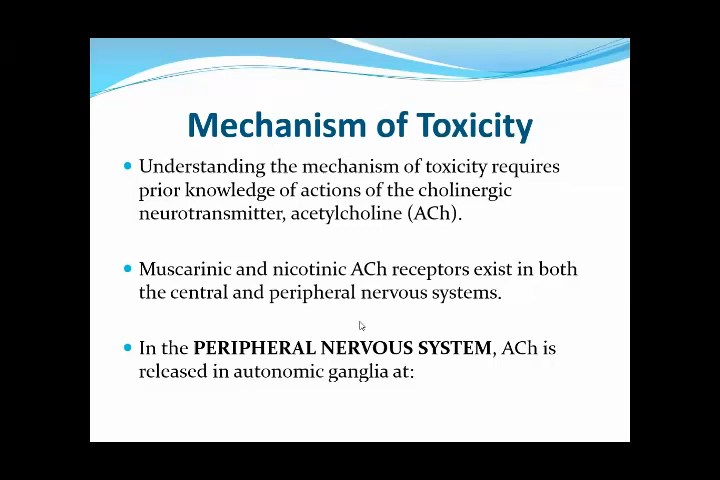 Mechanism of Toxicity
• Understanding the mechanism of toxicity requires
prior knowledge of actions of the cholinergic
neurotransmitter, acetylcholine (ACh).
• Muscarinic and nicotinic ACh receptors exist in both
the central and peripheral nervous systems.
• In the PERIPHERAL NERVOUS SYSTEM, ACh is
released in autonomic ganglia at: